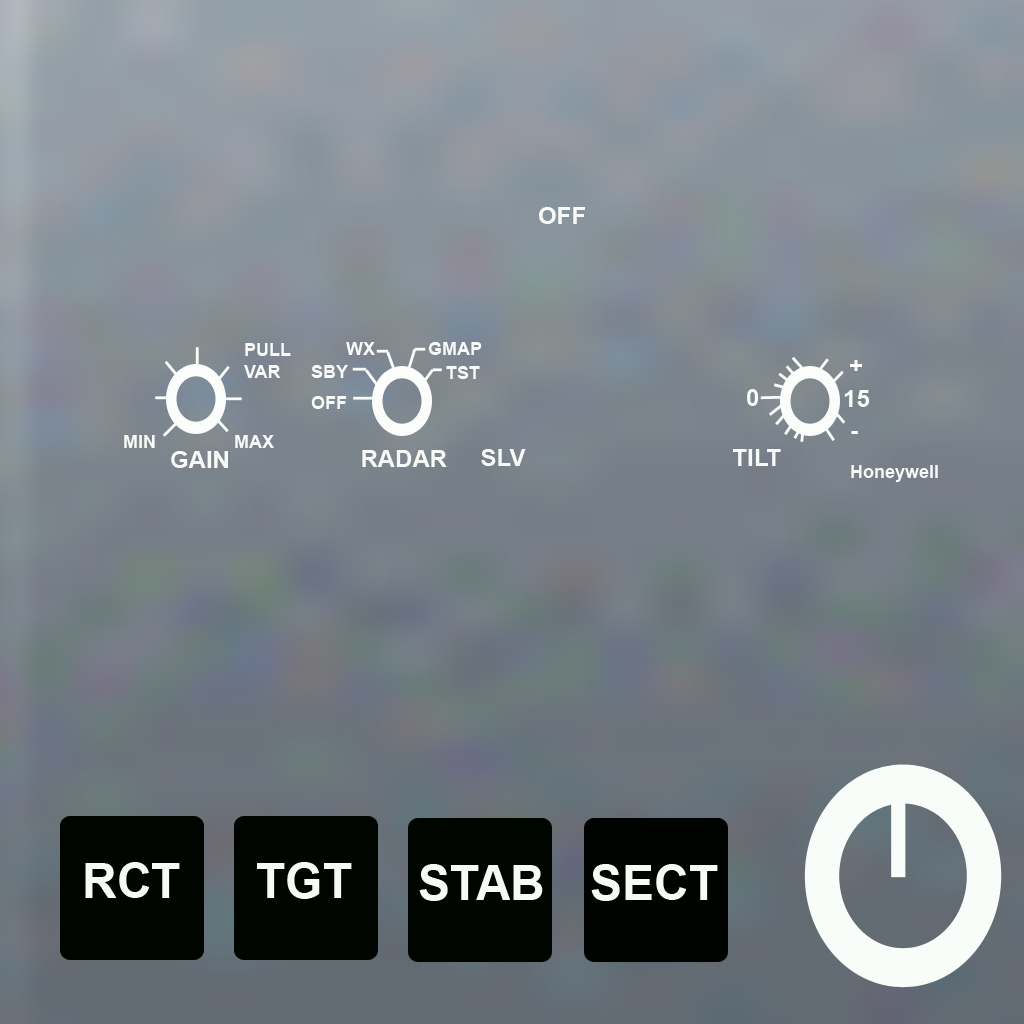 OFF
PULL
VAR
MIN
MAX
GAIN
WX
GMAP
SBY
TST
OFF
RADAR
SLV
+
0
15
-
TILT
Honeywell
RCT
TGT
STAB
SECT